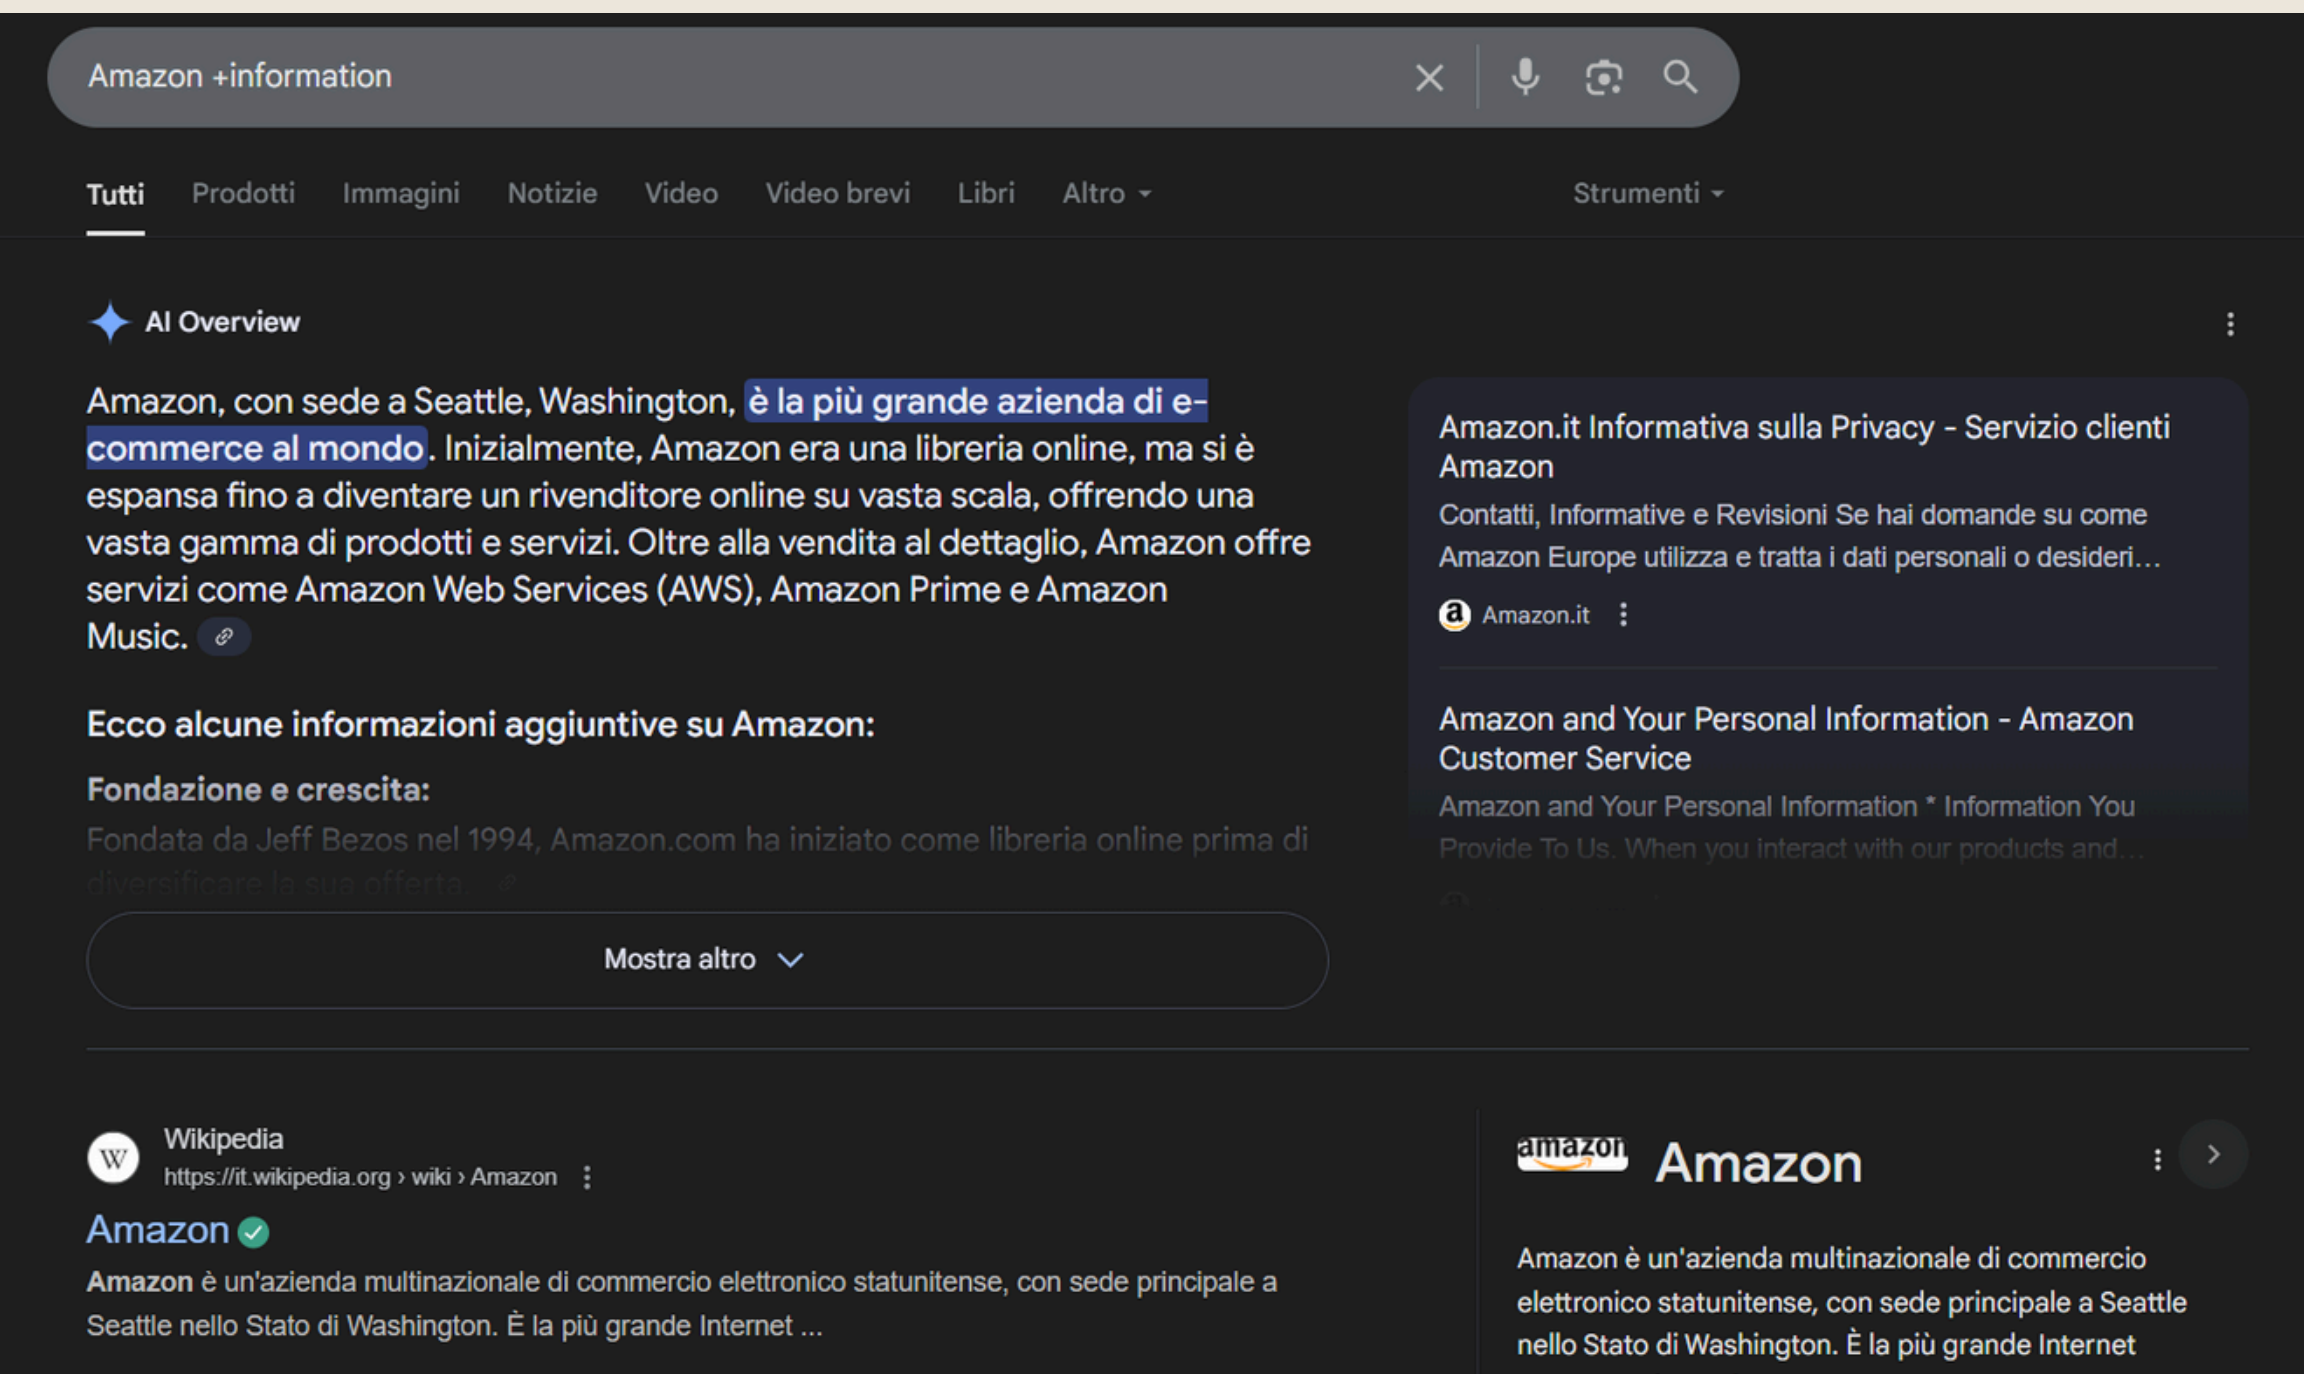 Amazon +information
Tutti Prodotti Immagini Notizie Video Video brevi Libri Altro Strumenti
AI Overview
Amazon, con sede a Seattle, Washington, è la più grande azienda di e-
commerce al mondo. Inizialmente, Amazon era una libreria online, ma si è
espansa fino a diventare un rivenditore online su vasta scala, offrendo una
vasta gamma di prodotti e servizi. Oltre alla vendita al dettaglio, Amazon offre
servizi come Amazon Web Services (AWS), Amazon Prime e Amazon
Music.
Ecco alcune informazioni aggiuntive su Amazon:
Fondazione e crescita:
Fondata da Jeff Bezos nel 1994, Amazon.com ha iniziato come libreria online prima di
diversificare la sua offerta.
Mostra altro
Amazon.it Informativa sulla Privacy - Servizio clienti
Amazon
Contatti, Informative e Revisioni Se hai domande su come
Amazon Europe utilizza e tratta i dati personali o desideri...
a Amazon.it
Amazon and Your Personal Information - Amazon
Customer Service
Amazon and Your Personal Information * Information You
Provide To Us. When you interact with our products and...
W Wikipedia
https://it.wikipedia.org › wiki › Amazon
Amazon
Amazon è un'azienda multinazionale di commercio elettronico statunitense, con sede principale a
Seattle nello Stato di Washington. È la più grande Internet ...
amazon Amazon
Amazon è un'azienda multinazionale di commercio
elettronico statunitense, con sede principale a Seattle
nello Stato di Washington. È la più grande Internet